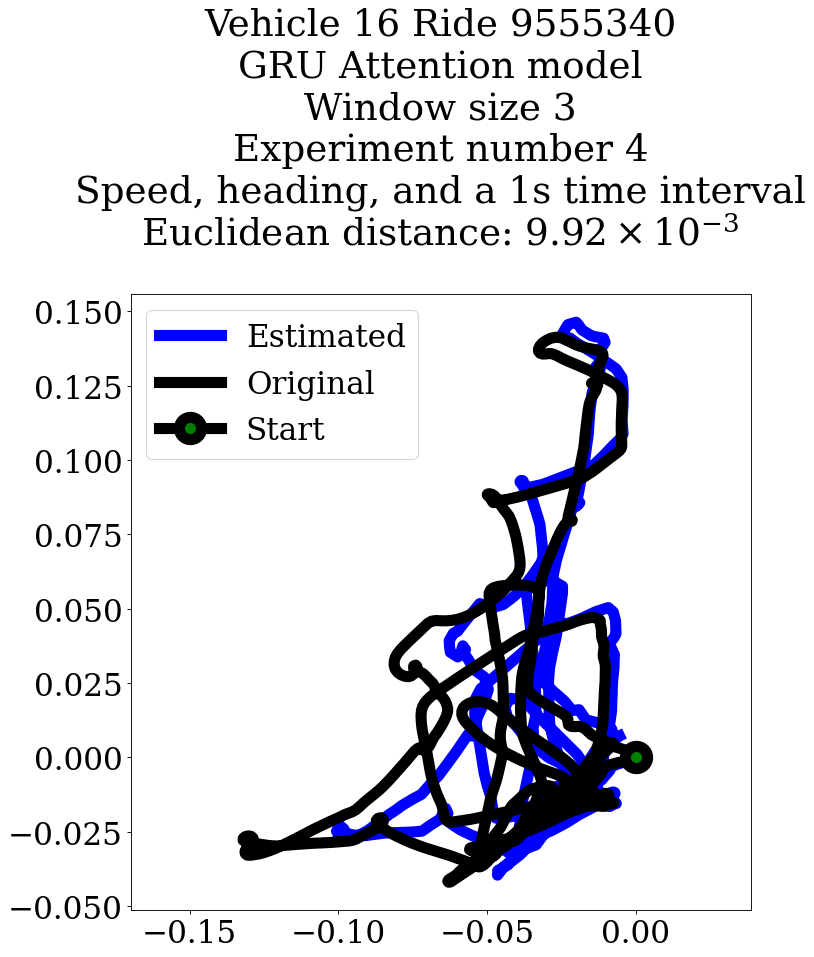 Vehicle 16 Ride 9555340
GRU Attention model
Window size 3
Experiment number 4
Speed, heading, and a 1s time interval
Euclidean distance: 9.92 × 10⁻³
Estimated
Original
Start
0.150
0.125
0.100
0.075
0.050
0.025
0.000
−0.025
−0.050
−0.15 −0.10 −0.05 0.00